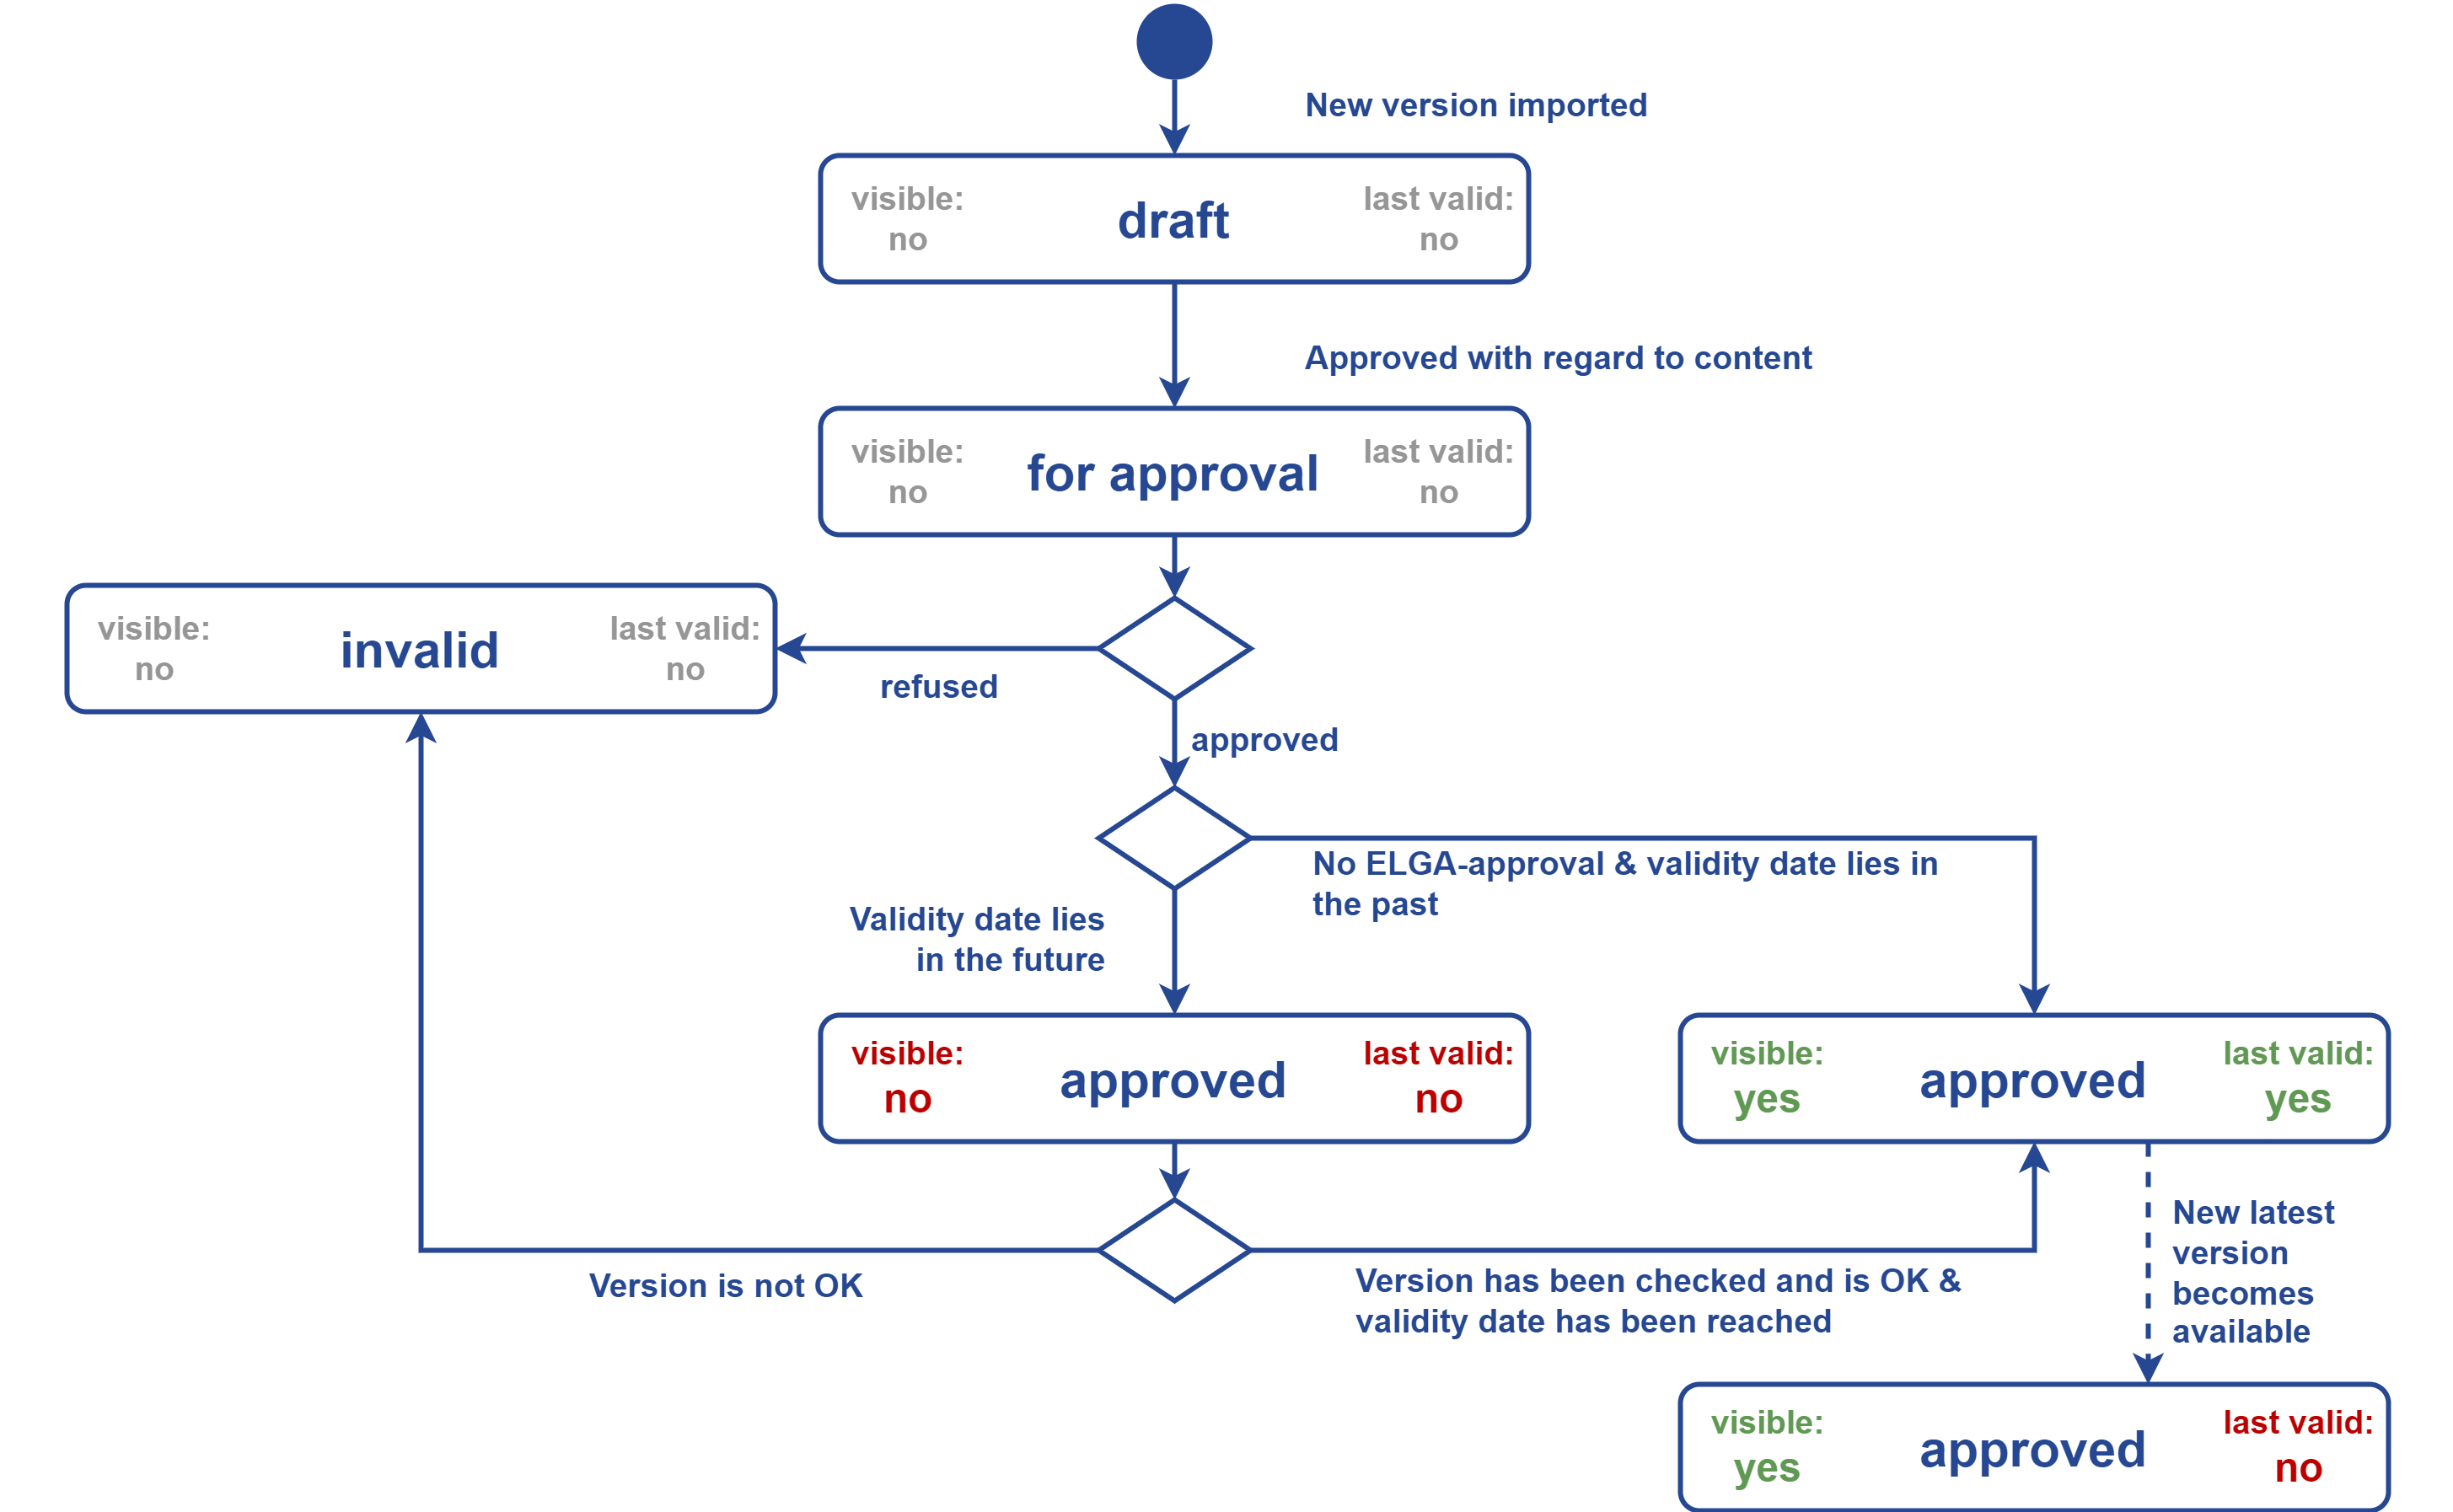 New version imported
visible:
no
draft
last valid:
no
Approved with regard to content
visible:
no
for approval
last valid:
no
visible:
no
invalid
last valid:
no
refused
approved
No ELGA-approval & validity date lies in
the past
Validity date lies
in the future
visible:
no
approved
last valid:
no
visible:
yes
approved
last valid:
yes
Version is not OK
Version has been checked and is OK &
validity date has been reached
New latest
version
becomes
available
visible:
yes
approved
last valid:
no